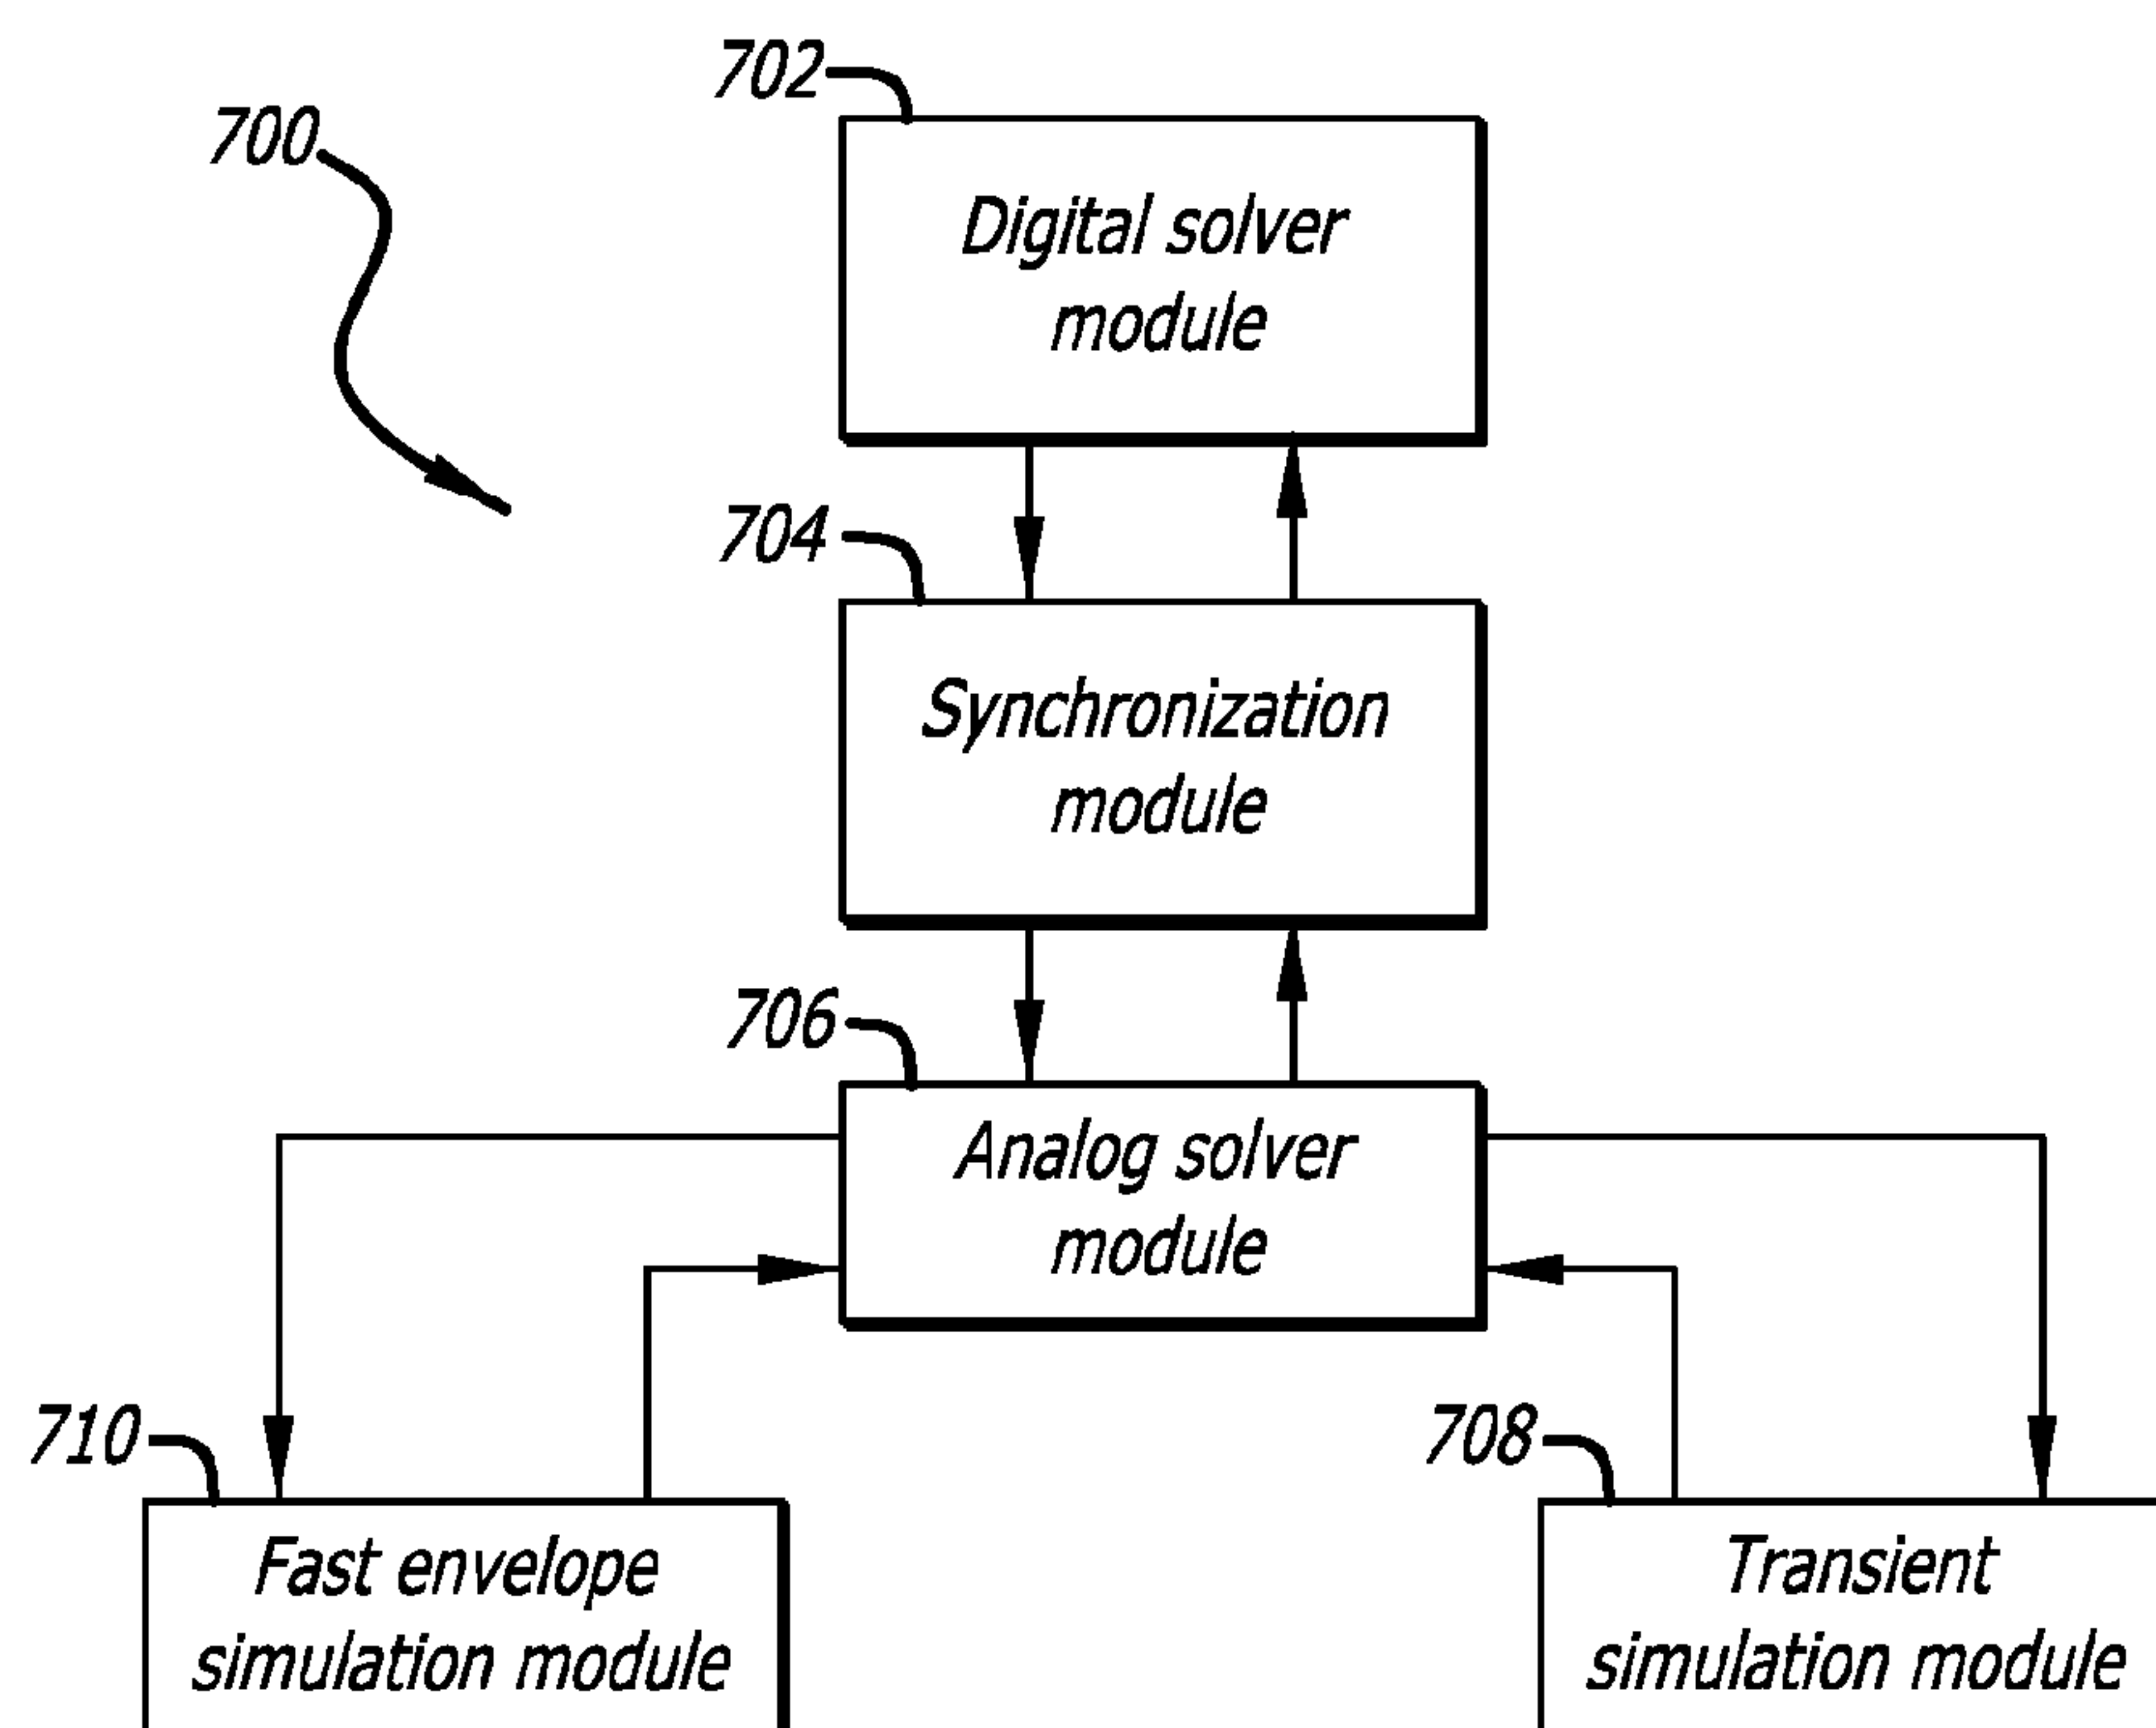 702
700
Digital solver
module
704
Synchronization
module
706
Analog solver
module
710
708
Fast envelope
simulation module
Transient
simulation module